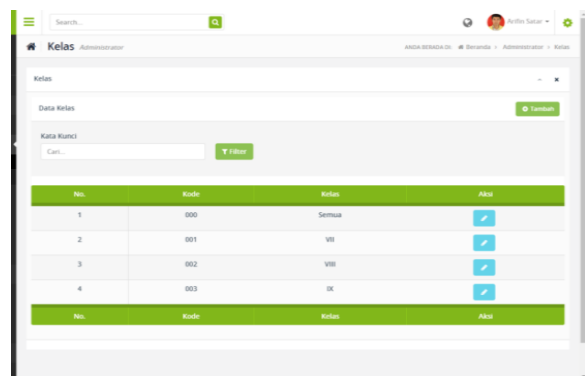 Search...
Arifin Satar
Kelas Administrator
ANDA BERADA DI: Beranda > Administrator > Kelas
Kelas
Data Kelas
Tambah
Kata Kunci
Cari...
Filter
No. Kode Kelas Aksi
1 000 Semua
2 001 VII
3 002 VIII
4 003 IX
No. Kode Kelas Aksi